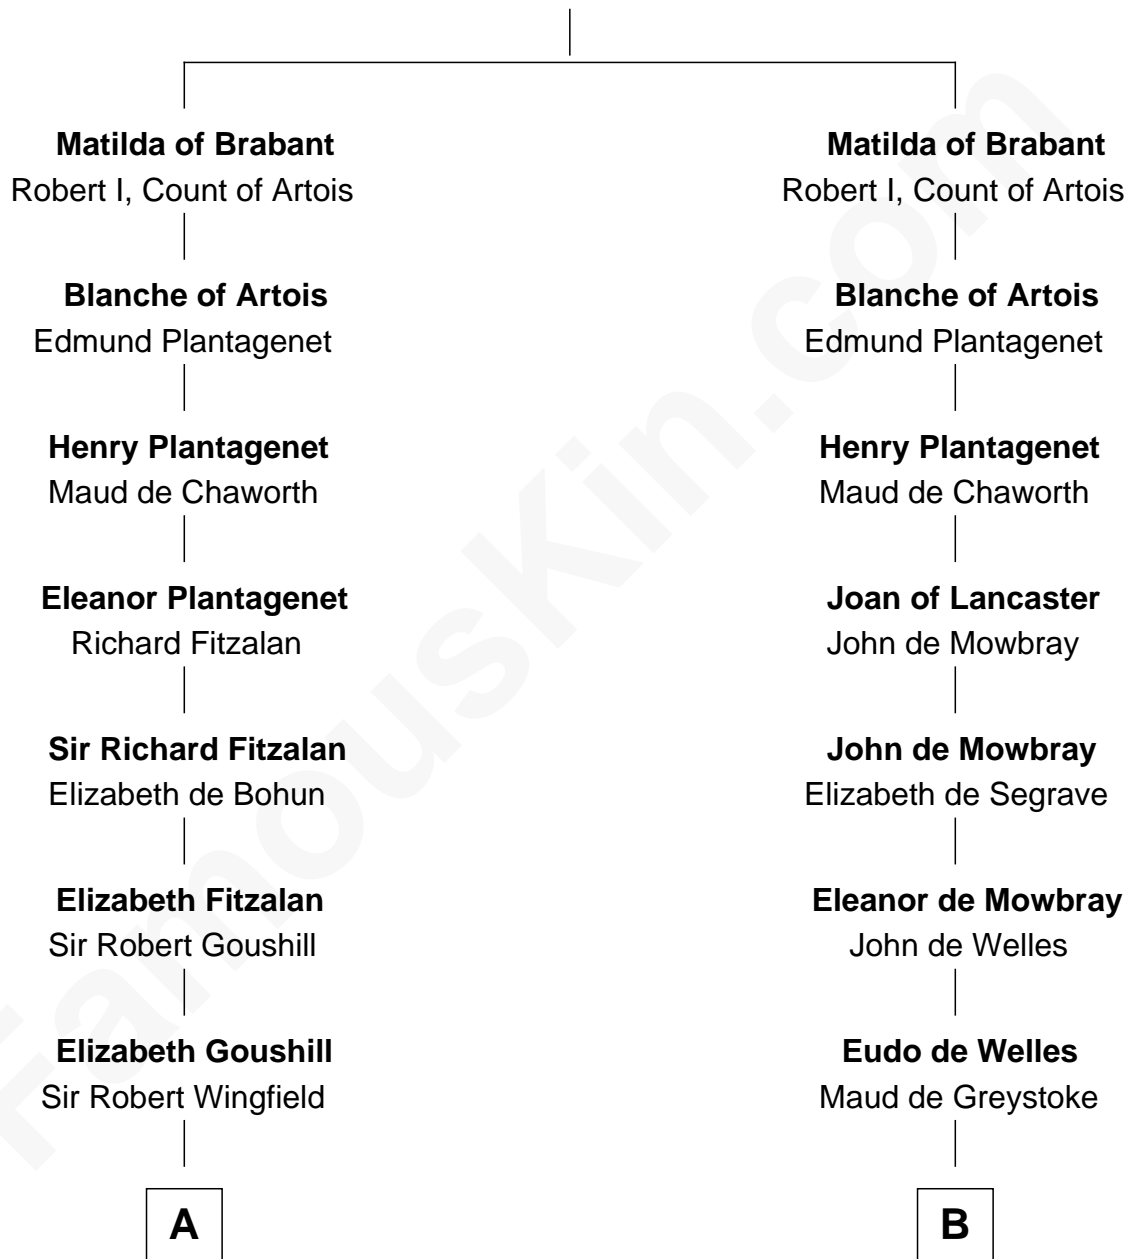 Matilda of Brabant
Robert I, Count of Artois
Blanche of Artois
Edmund Plantagenet
Henry Plantagenet
Maud de Chaworth
Eleanor Plantagenet
Richard Fitzalan
Sir Richard Fitzalan
Elizabeth de Bohun
Elizabeth Fitzalan
Sir Robert Goushill
Elizabeth Goushill
Sir Robert Wingfield
A
Matilda of Brabant
Robert I, Count of Artois
Blanche of Artois
Edmund Plantagenet
Henry Plantagenet
Maud de Chaworth
Joan of Lancaster
John de Mowbray
John de Mowbray
Elizabeth de Segrave
Eleanor de Mowbray
John de Welles
Eudo de Welles
Maud de Greystoke
B
FamousKin.com